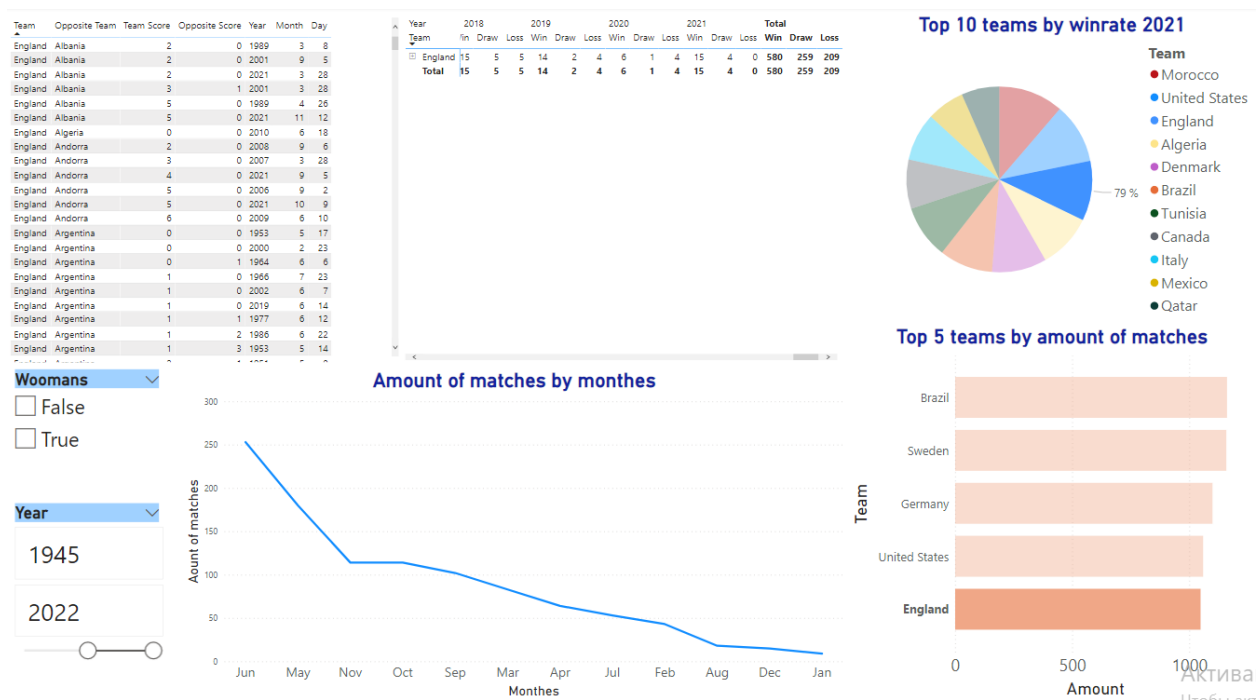 Team Opposite Team Team Score Opposite Score Year Month Day
England Albania 2 0 1989 3 8
England Albania 2 0 2001 9 5
England Albania 2 0 2021 3 28
England Albania 3 1 2001 3 28
England Albania 5 0 1989 4 26
England Albania 5 0 2021 11 12
England Algeria 0 0 2010 6 18
England Andorra 2 0 2008 9 6
England Andorra 3 0 2007 3 28
England Andorra 4 0 2021 9 5
England Andorra 5 0 2006 9 2
England Andorra 5 0 2021 10 9
England Andorra 6 0 2009 6 10
England Argentina 0 0 1953 5 17
England Argentina 0 0 2000 2 23
England Argentina 0 1 1964 6 6
England Argentina 1 0 1966 7 23
England Argentina 1 0 2002 6 7
England Argentina 1 0 2019 6 14
England Argentina 1 1 1977 6 12
England Argentina 1 2 1986 6 22
England Argentina 1 3 1953 5 14
Year 2018 2019 2020 2021 Total
Team Draw Loss Win Draw Loss Win Draw Loss Win Draw Loss Win Draw Loss
England 15 5 5 14 2 4 6 1 4 15 4 0 580 259 209
Total 15 5 5 14 2 4 6 1 4 15 4 0 580 259 209
Top 10 teams by winrate 2021
79 %
Team
Morocco
United States
England
Algeria
Denmark
Brazil
Tunisia
Canada
Italy
Mexico
Qatar
Woomans
False
True
Year
1945
2022
Amount of matches by monthes
Aount of matches
300
250
200
150
100
50
0
Jun May Nov Oct Sep Mar Apr Jul Feb Aug Dec Jan
Monthes
Top 5 teams by amount of matches
Team
Brazil
Sweden
Germany
United States
England
0 500 1000
Amount
Актива